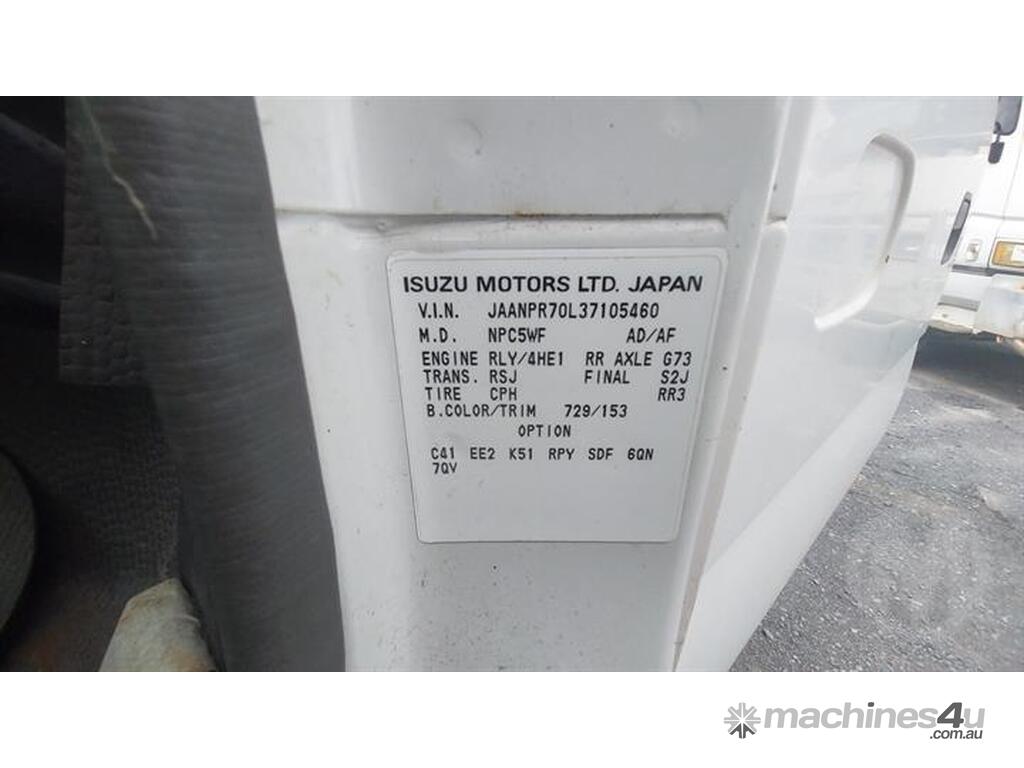 ISUZU MOTORS LTD. JAPAN
V.I.N. JAANPR70L37105460
M.D. NPC5WF AD/AF
ENGINE RLY/4HE1 RR AXLE G73
TRANS. RSJ FINAL S2J
TIRE CPH RR3
B.COLOR/TRIM 729/153
OPTION
C41 EE2 K51 RPY SDF 6QN
7QV
machines4u
.com.au